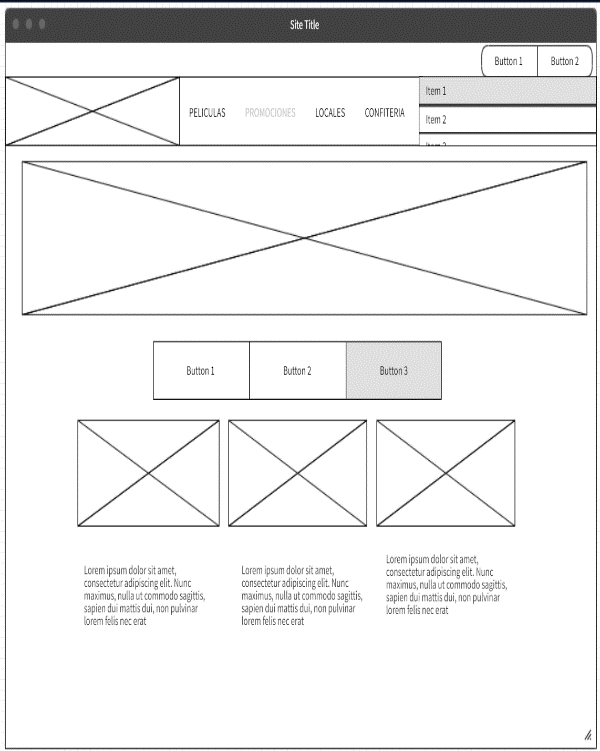 Site Title
Button 1 Button 2
Item 1
PELICULAS PROMOCIONES LOCALES CONFITERIA
Item 2
Item 3
Button 1 Button 2 Button 3
Lorem ipsum dolor sit amet,
consectetur adipiscing elit. Nunc
maximus, nulla ut commodo sagittis,
sapien dui mattis dui, non pulvinar
lorem felis nec erat
Lorem ipsum dolor sit amet,
consectetur adipiscing elit. Nunc
maximus, nulla ut commodo sagittis,
sapien dui mattis dui, non pulvinar
lorem felis nec erat
Lorem ipsum dolor sit amet,
consectetur adipiscing elit. Nunc
maximus, nulla ut commodo sagittis,
sapien dui mattis dui, non pulvinar
lorem felis nec erat